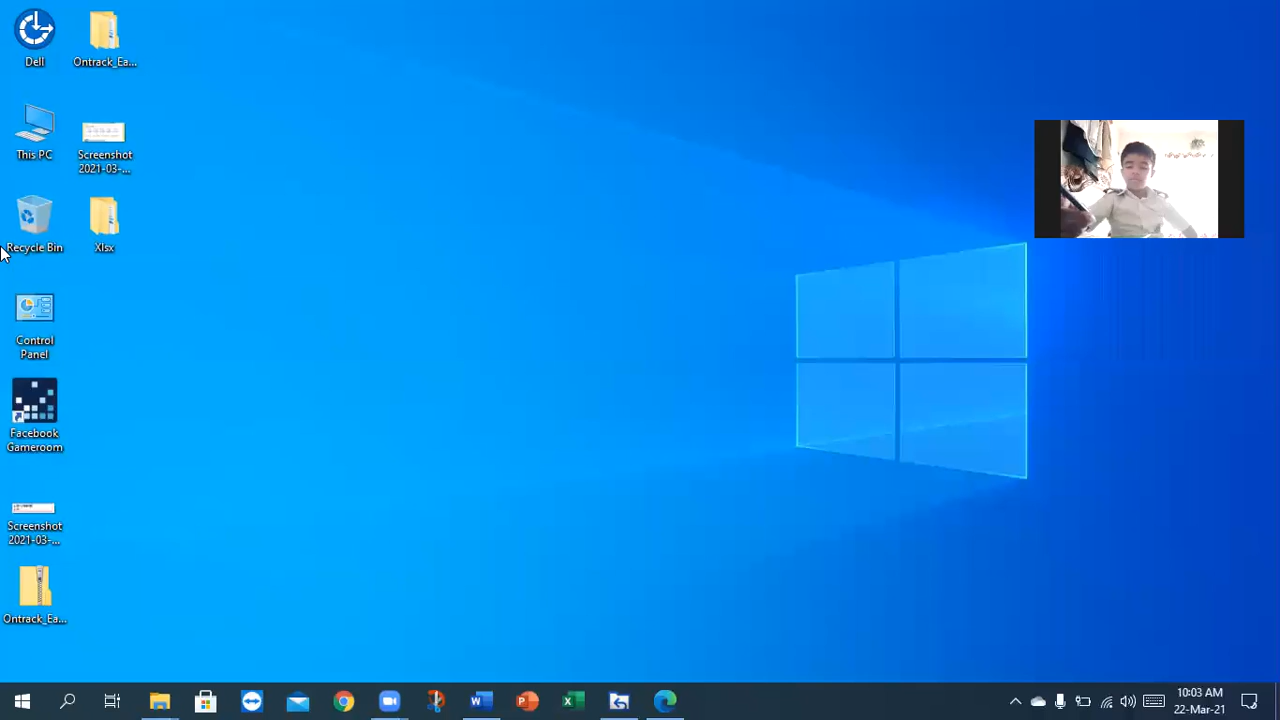 Dell
Ontrack_Ea...
This PC
Screenshot
2021-03-...
Recycle Bin
Xlsx
Control
Panel
Facebook
Gameroom
Screenshot
2021-03-...
Ontrack_Ea...
W
P
X
10:03 AM
22-Mar-21